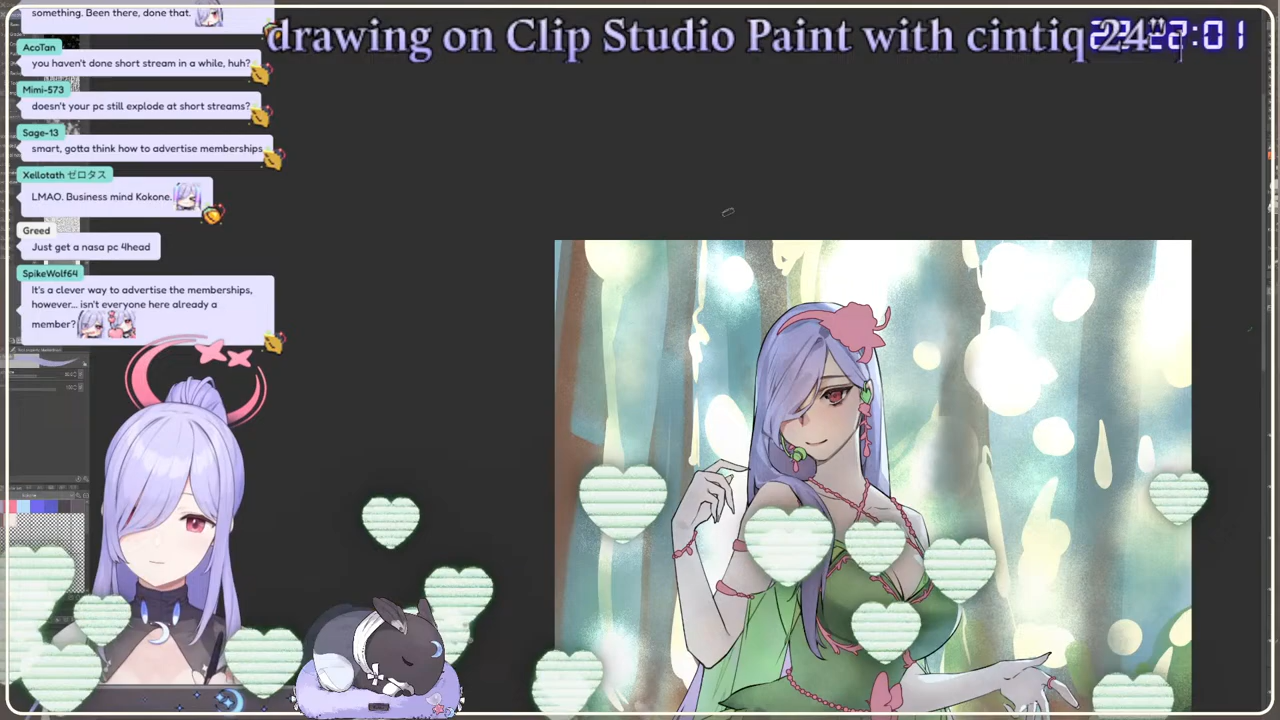 something. Been there, done that.
drawing on Clip Studio Paint with cintiq 24"
:01
AcoTan
you haven't done short stream in a while, huh?
Mimi-573
doesn't your pc still explode at short streams?
Sage-13
smart, gotta think how to advertise memberships
Xellotath ゼロタス
LMAO. Business mind Kokone.
Greed
Just get a nasa pc 4head
SpikeWolf64
It's a clever way to advertise the memberships,
however... isn't everyone here already a
member?